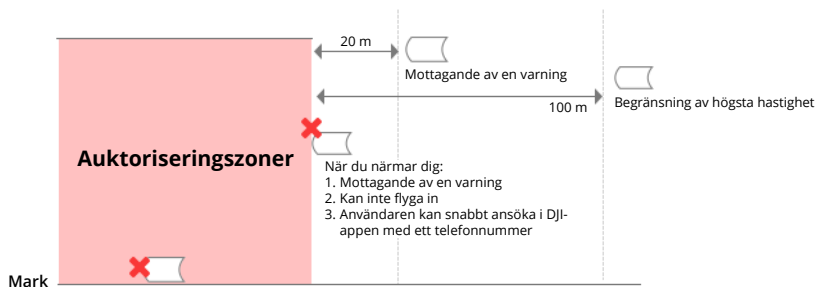 20 m
Mottagande av en varning
100 m
Begränsning av högsta hastighet
Auktoriseringszoner
När du närmar dig:
1. Mottagande av en varning
2. Kan inte flyga in
3. Användaren kan snabbt ansöka i DJI-
appen med ett telefonnummer
Mark